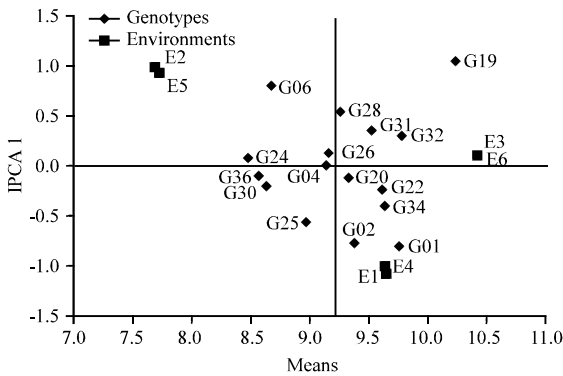 1.5
Genotypes
Environments
E2
E5
G06
G19
1.0
0.5
G28
G31
G32
E3
E6
G26
G24
0.0
G04
G36
G30
G20
G22
G34
-0.5
G25
G02
G01
-1.0
E1
E4
-1.5
IPCA 1
7.0 7.5 8.0 8.5 9.0 9.5 10.0 10.5 11.0
Means